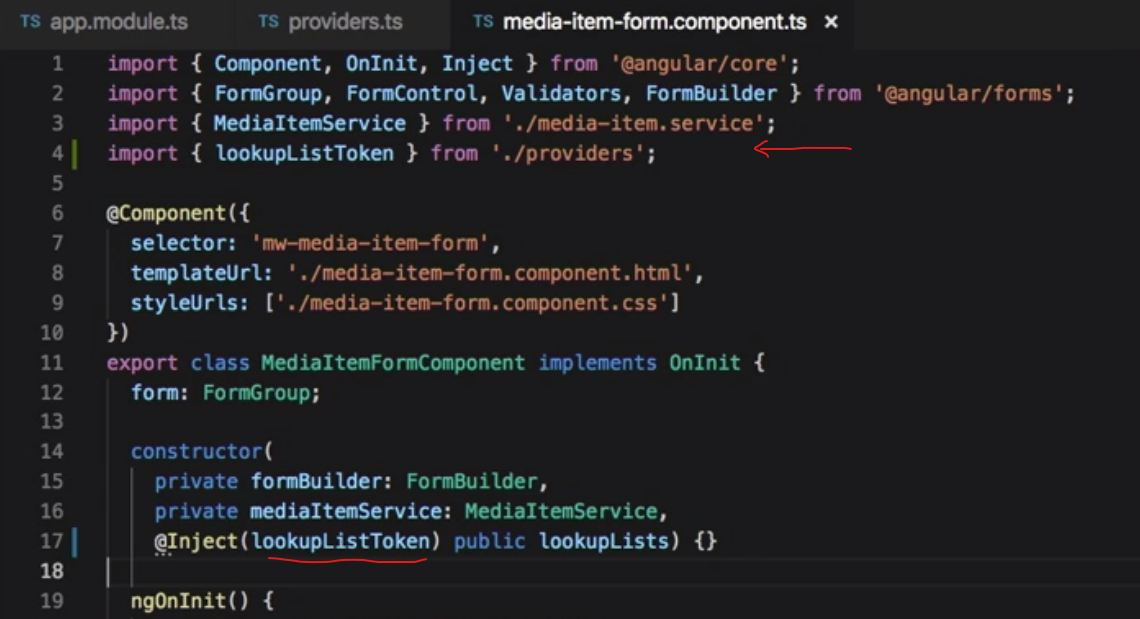 TS app.module.ts TS providers.ts TS media-item-form.component.ts ×
1 import { Component, OnInit, Inject } from '@angular/core';
2 import { FormGroup, FormControl, Validators, FormBuilder } from '@angular/forms';
3 import { MediaItemService } from './media-item.service';
4 import { lookupListToken } from './providers';
5
6 @Component({
7   selector: 'mw-media-item-form',
8   templateUrl: './media-item-form.component.html',
9   styleUrls: ['./media-item-form.component.css']
10 })
11 export class MediaItemFormComponent implements OnInit {
12   form: FormGroup;
13
14   constructor(
15     private formBuilder: FormBuilder,
16     private mediaItemService: MediaItemService,
17     @Inject(lookupListToken) public lookupLists) {}
18
19   ngOnInit() {